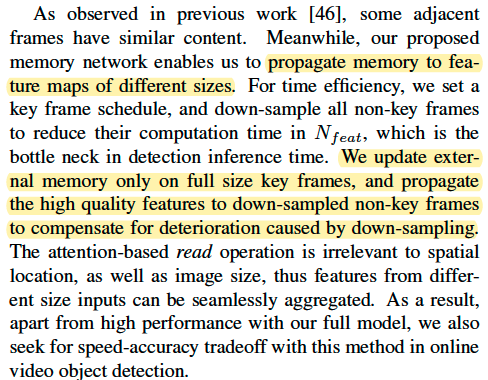 As observed in previous work [46], some adjacent
frames have similar content. Meanwhile, our proposed
memory network enables us to propagate memory to fea-
ture maps of different sizes. For time efficiency, we set a
key frame schedule, and down-sample all non-key frames
to reduce their computation time in N_feat, which is the
bottle neck in detection inference time. We update exter-
nal memory only on full size key frames, and propagate
the high quality features to down-sampled non-key frames
to compensate for deterioration caused by down-sampling.
The attention-based read operation is irrelevant to spatial
location, as well as image size, thus features from differ-
ent size inputs can be seamlessly aggregated. As a result,
apart from high performance with our full model, we also
seek for speed-accuracy tradeoff with this method in online
video object detection.